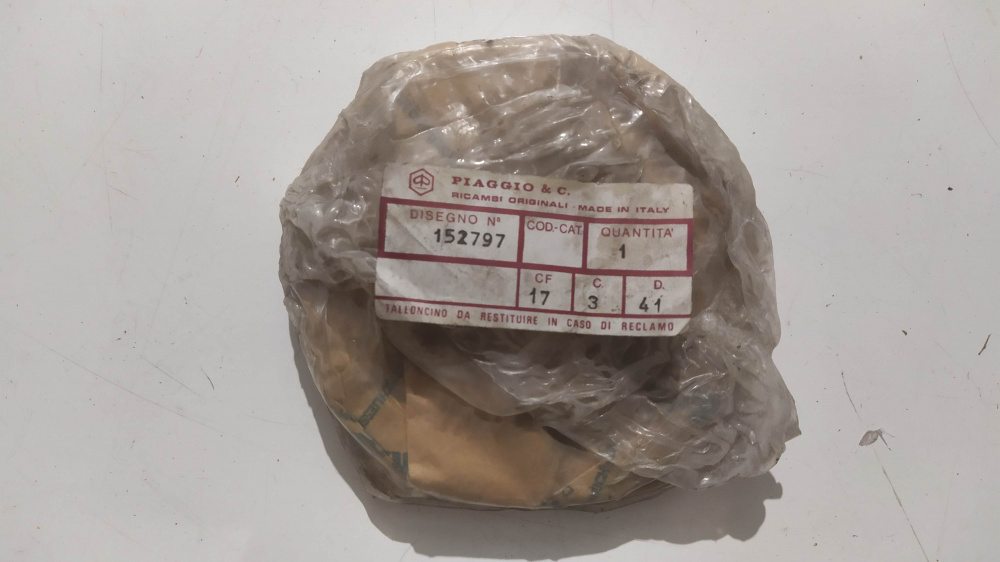 PIAGGIO & C.
RICAMBI ORIGINALI - MADE IN ITALY
DISEGNO N° COD-CAT. QUANTITA'
152797 1
CF C. D.
17 3 41
TALLONCINO DA RESTITUIRE IN CASO DI RECLAMO